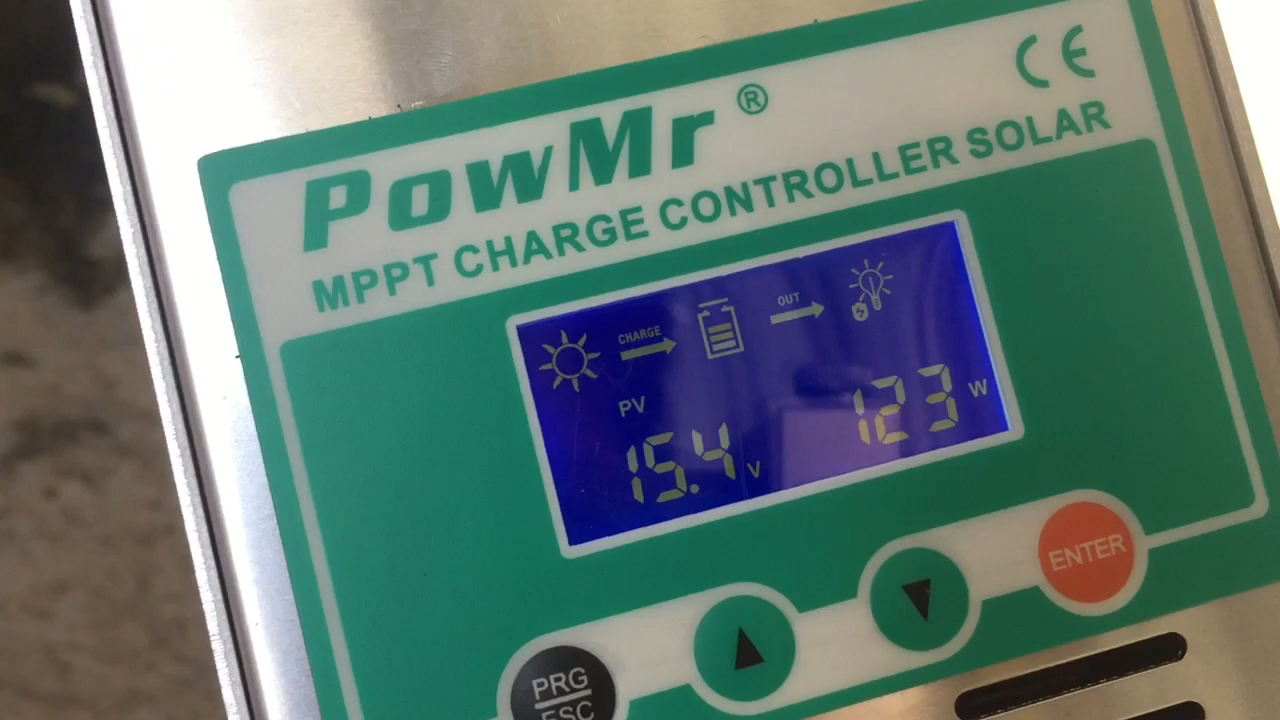 PowMr ®
CE
MPPT CHARGE CONTROLLER SOLAR
CHARGE
OUT
PV
15.4 V
123 W
ENTER
PRG
ESC